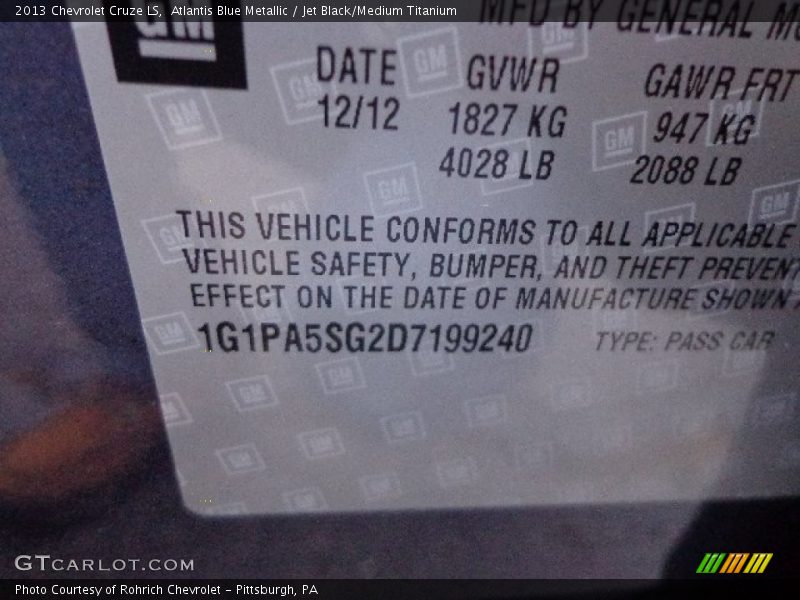 2013 Chevrolet Cruze LS, Atlantis Blue Metallic / Jet Black/Medium Titanium
GM
MFD BY GENERAL MO
DATE GVWR GAWR FRT
12/12 1827 KG 947 KG
4028 LB 2088 LB
THIS VEHICLE CONFORMS TO ALL APPLICABLE
VEHICLE SAFETY, BUMPER, AND THEFT PREVENT
EFFECT ON THE DATE OF MANUFACTURE SHOWN
1G1PA5SG2D7199240 TYPE: PASS CAR
GTCARLOT.COM
Photo Courtesy of Rohrich Chevrolet - Pittsburgh, PA